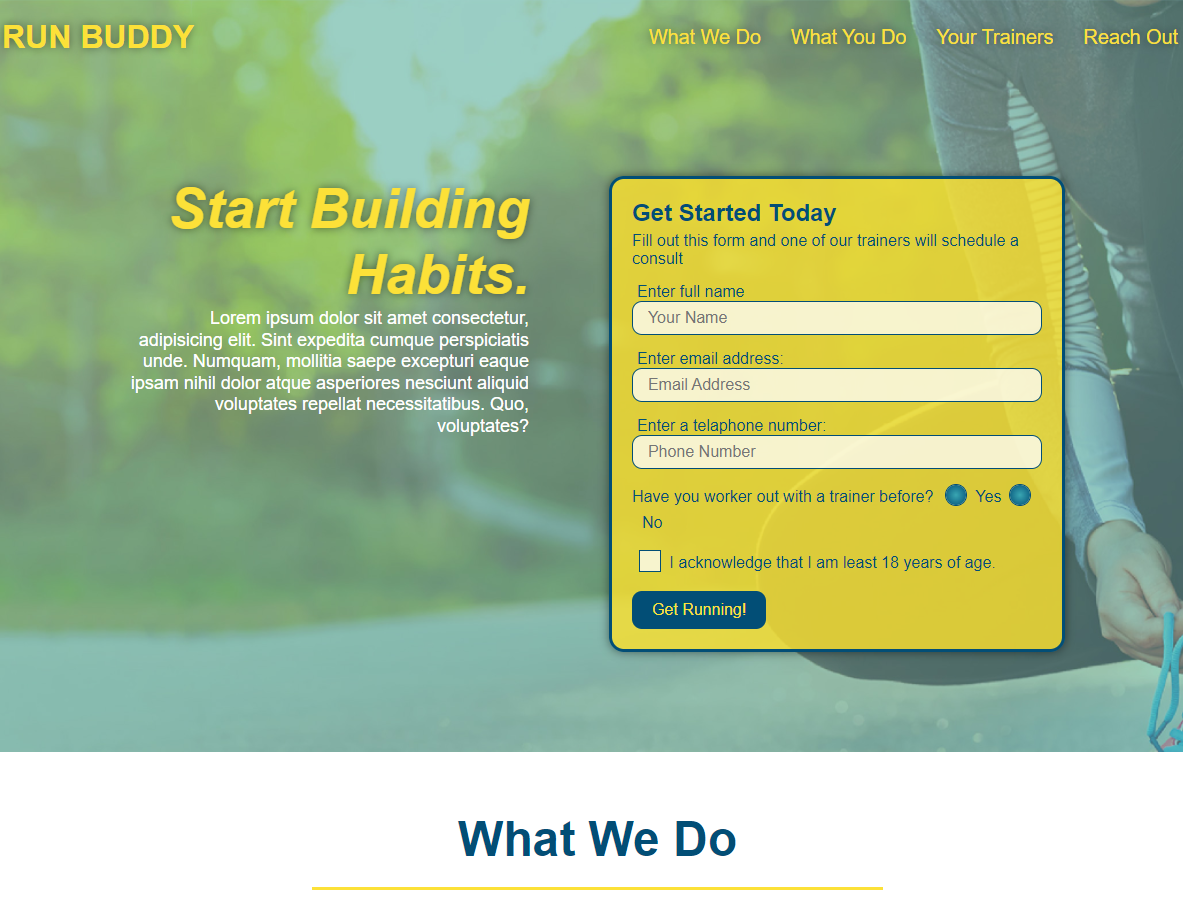 RUN BUDDY
What We Do What You Do Your Trainers Reach Out
Start Building
Habits.
Lorem ipsum dolor sit amet consectetur,
adipisicing elit. Sint expedita cumque perspiciatis
unde. Numquam, mollitia saepe excepturi eaque
ipsam nihil dolor atque asperiores nesciunt aliquid
voluptates repellat necessitatibus. Quo,
voluptates?
Get Started Today
Fill out this form and one of our trainers will schedule a
consult
Enter full name
Your Name
Enter email address:
Email Address
Enter a telaphone number:
Phone Number
Have you worker out with a trainer before? Yes
No
I acknowledge that I am least 18 years of age.
Get Running!
What We Do